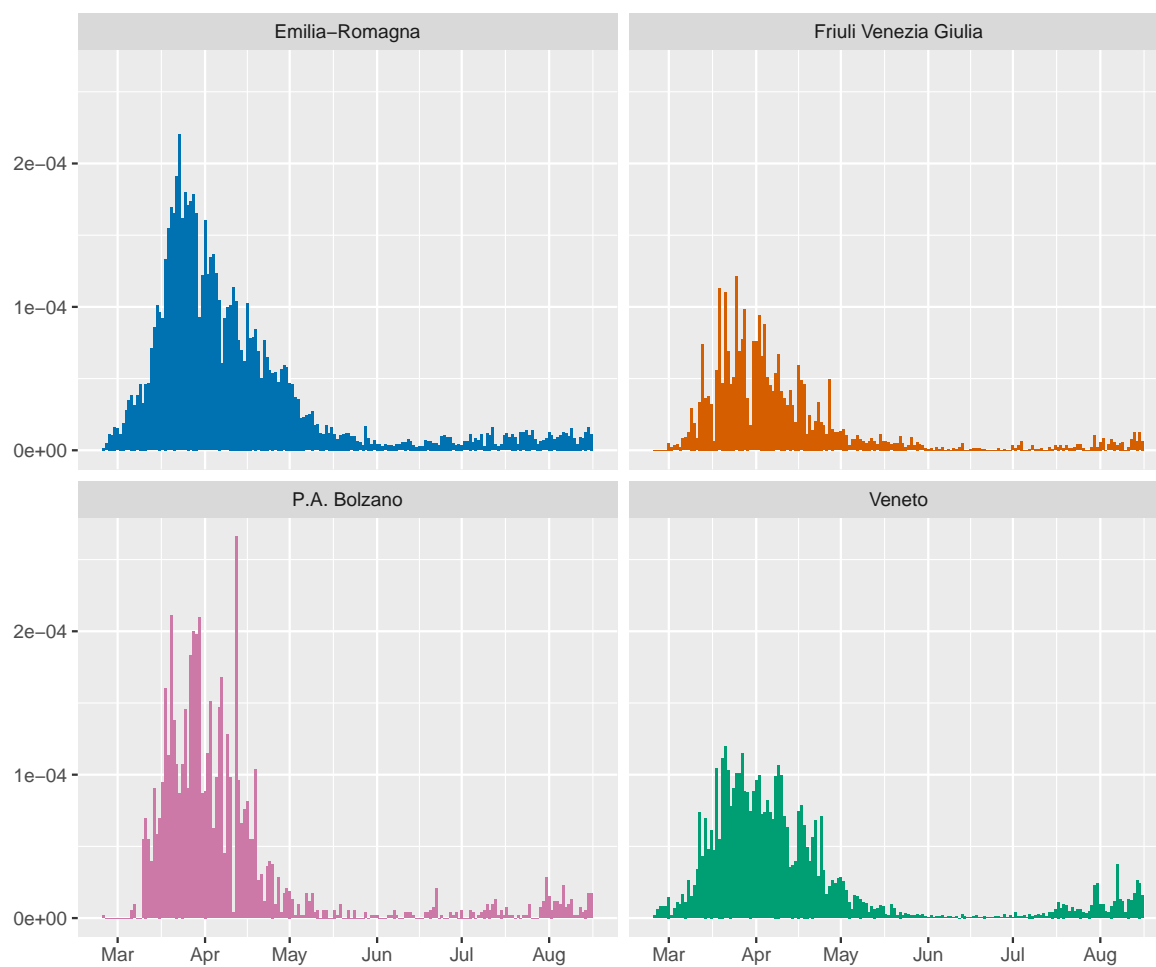 Emilia−Romagna
Friuli Venezia Giulia
2e−04
1e−04
0e+00
P.A. Bolzano
Veneto
2e−04
1e−04
0e+00
Mar Apr May Jun Jul Aug
Mar Apr May Jun Jul Aug